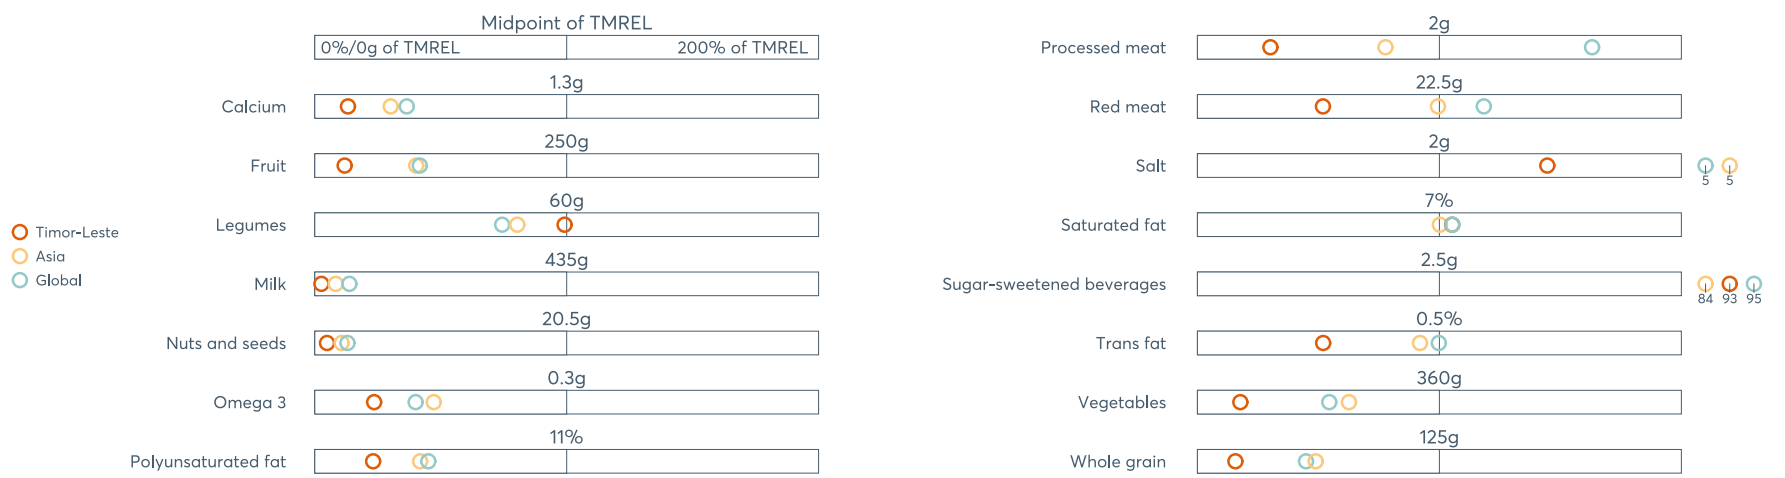 Timor-Leste
Asia
Global
Midpoint of TMREL
0%/0g of TMREL 200% of TMREL
1.3g
Calcium
250g
Fruit
60g
Legumes
435g
Milk
20.5g
Nuts and seeds
0.3g
Omega 3
11%
Polyunsaturated fat
2g
Processed meat
22.5g
Red meat
2g
Salt
5 5
7%
Saturated fat
2.5g
Sugar-sweetened beverages
84 93 95
0.5%
Trans fat
360g
Vegetables
125g
Whole grain